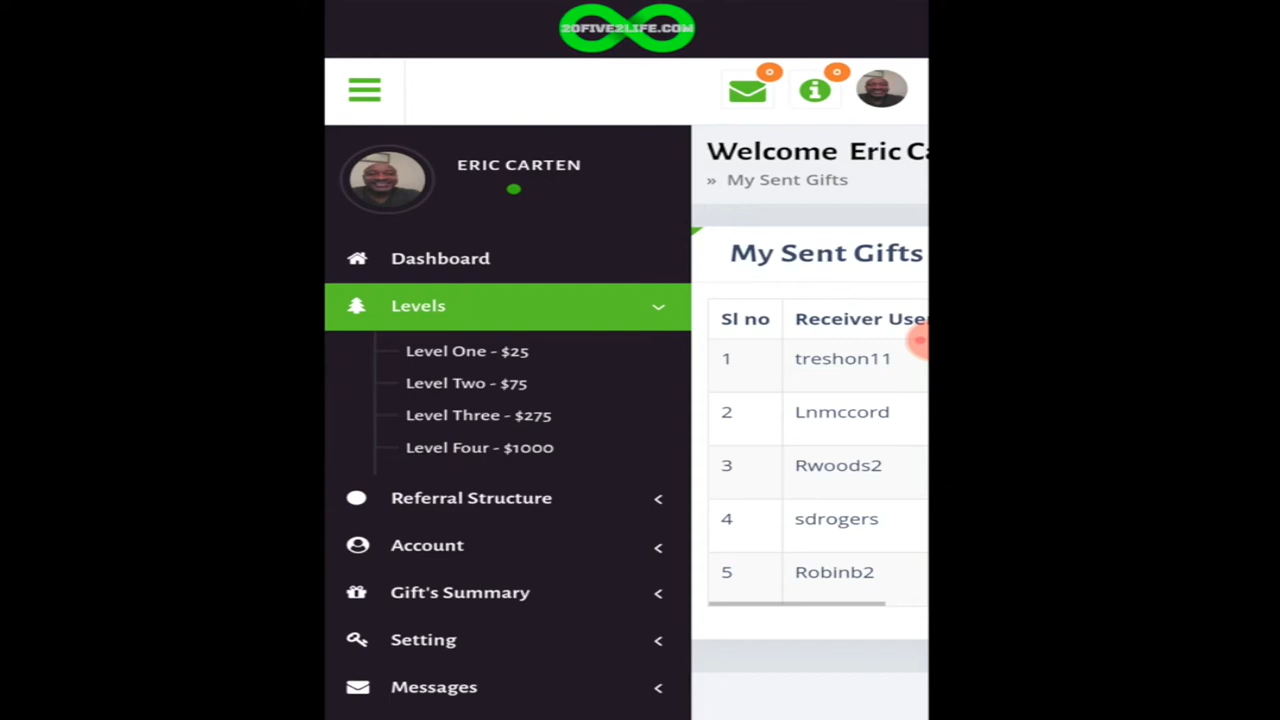 20FIVE2LIFE.COM
0
0
ERIC CARTEN
Welcome Eric Ca
» My Sent Gifts
Dashboard
Levels
Level One - $25
Level Two - $75
Level Three - $275
Level Four - $1000
Referral Structure
Account
Gift's Summary
Setting
Messages
My Sent Gifts
Sl no Receiver User
1 treshon11
2 Lnmccord
3 Rwoods2
4 sdrogers
5 Robinb2